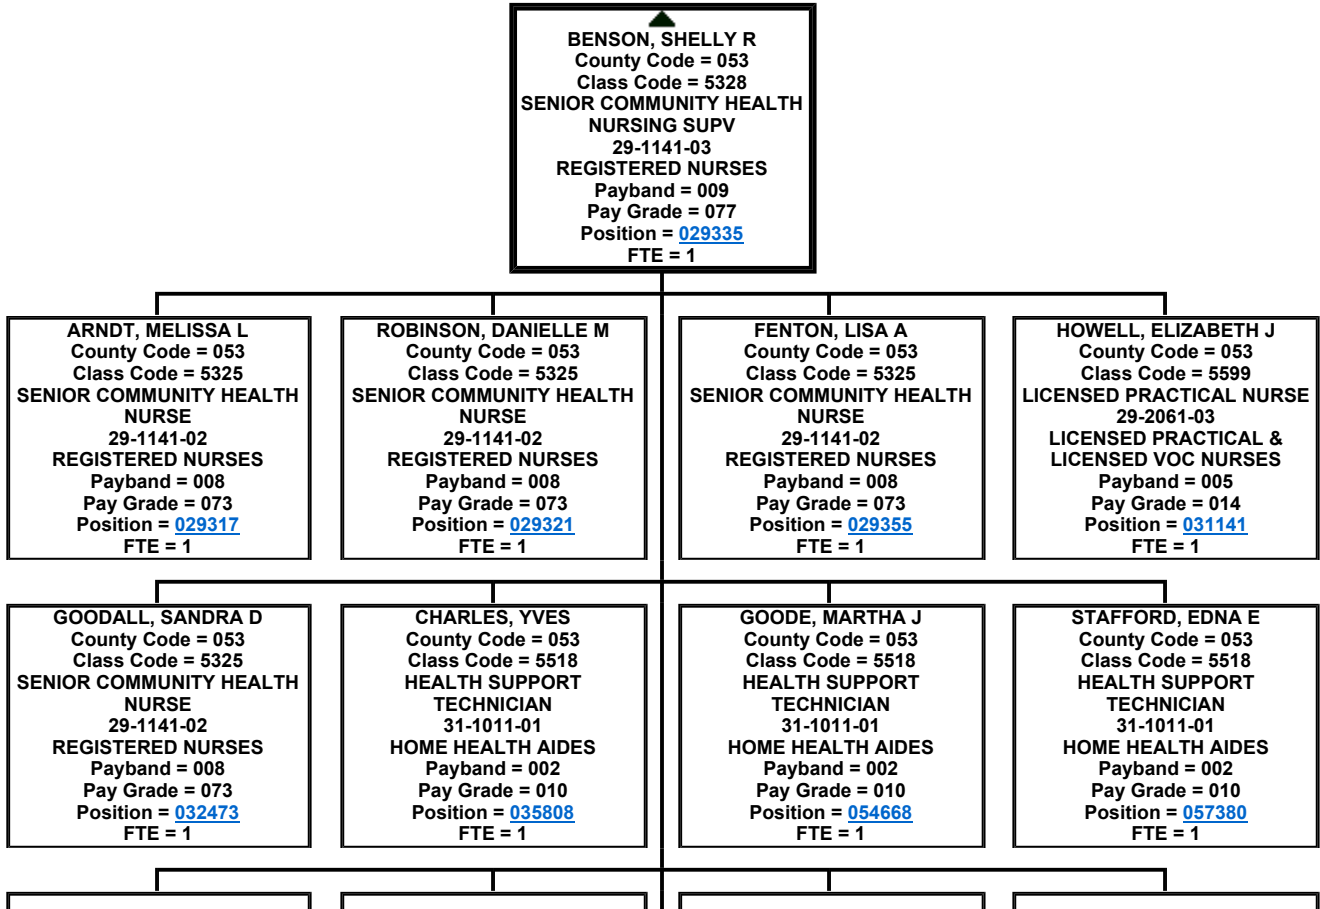 BENSON, SHELLY R
County Code = 053
Class Code = 5328
SENIOR COMMUNITY HEALTH
NURSING SUPV
29-1141-03
REGISTERED NURSES
Payband = 009
Pay Grade = 077
Position = 029335
FTE = 1
ARNDT, MELISSA L
County Code = 053
Class Code = 5325
SENIOR COMMUNITY HEALTH
NURSE
29-1141-02
REGISTERED NURSES
Payband = 008
Pay Grade = 073
Position = 029317
FTE = 1
ROBINSON, DANIELLE M
County Code = 053
Class Code = 5325
SENIOR COMMUNITY HEALTH
NURSE
29-1141-02
REGISTERED NURSES
Payband = 008
Pay Grade = 073
Position = 029321
FTE = 1
FENTON, LISA A
County Code = 053
Class Code = 5325
SENIOR COMMUNITY HEALTH
NURSE
29-1141-02
REGISTERED NURSES
Payband = 008
Pay Grade = 073
Position = 029355
FTE = 1
HOWELL, ELIZABETH J
County Code = 053
Class Code = 5599
LICENSED PRACTICAL NURSE
29-2061-03
LICENSED PRACTICAL &
LICENSED VOC NURSES
Payband = 005
Pay Grade = 014
Position = 031141
FTE = 1
GOODALL, SANDRA D
County Code = 053
Class Code = 5325
SENIOR COMMUNITY HEALTH
NURSE
29-1141-02
REGISTERED NURSES
Payband = 008
Pay Grade = 073
Position = 032473
FTE = 1
CHARLES, YVES
County Code = 053
Class Code = 5518
HEALTH SUPPORT
TECHNICIAN
31-1011-01
HOME HEALTH AIDES
Payband = 002
Pay Grade = 010
Position = 035808
FTE = 1
GOODE, MARTHA J
County Code = 053
Class Code = 5518
HEALTH SUPPORT
TECHNICIAN
31-1011-01
HOME HEALTH AIDES
Payband = 002
Pay Grade = 010
Position = 054668
FTE = 1
STAFFORD, EDNA E
County Code = 053
Class Code = 5518
HEALTH SUPPORT
TECHNICIAN
31-1011-01
HOME HEALTH AIDES
Payband = 002
Pay Grade = 010
Position = 057380
FTE = 1